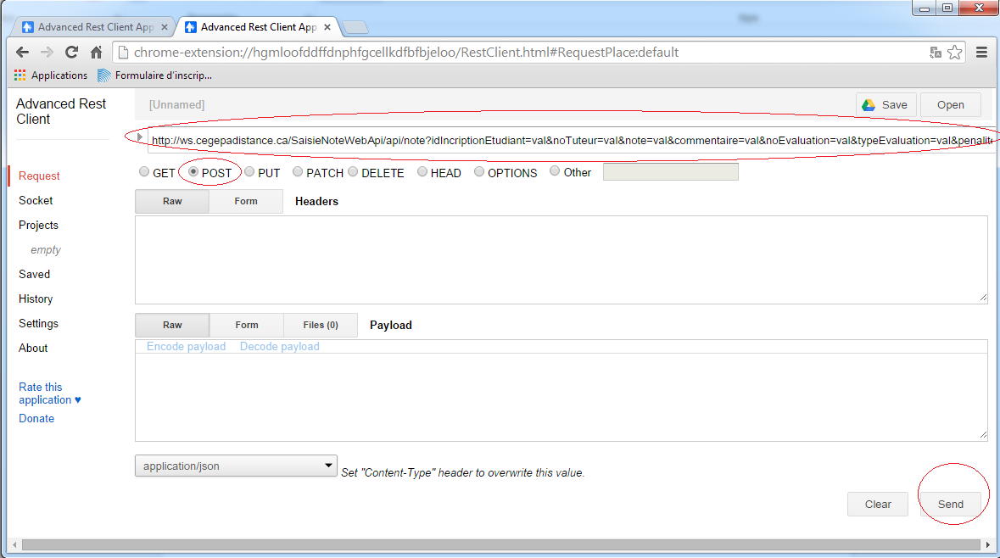 Advanced Rest Client App
Advanced Rest Client App
chrome-extension://hgmloofddffdnphfgcellkdfbfbjeloo/RestClient.html#RequestPlace:default
Applications Formulaire d'inscrip...
Advanced Rest
Client
[Unnamed] Save Open
http://ws.cegepadistance.ca/SaisieNoteWebApi/api/note?idIncriptionEtudiant=val&noTuteur=val&note=val&commentaire=val&noEvaluation=val&typeEvaluation=val&penalite
GET POST PUT PATCH DELETE HEAD OPTIONS Other
Request
Socket
Projects
empty
Saved
History
Settings
About
Rate this
application ♥
Donate
Raw Form Headers
Raw Form Files (0) Payload
Encode payload Decode payload
application/json Set "Content-Type" header to overwrite this value.
Clear Send